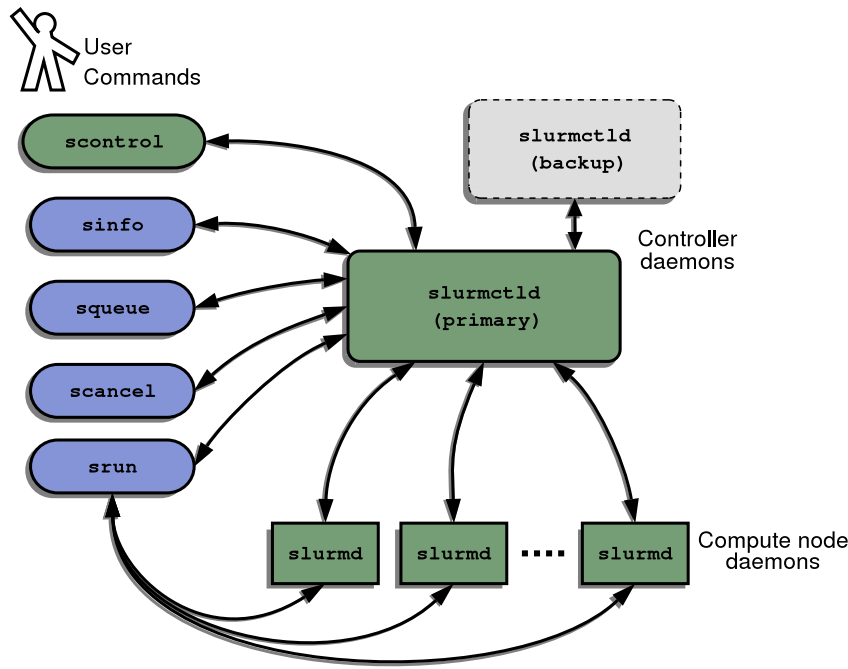 User
Commands
scontrol
slurmctld
(backup)
sinfo
Controller
daemons
squeue
slurmctld
(primary)
scancel
srun
slurmd
slurmd
slurmd
Compute node
daemons